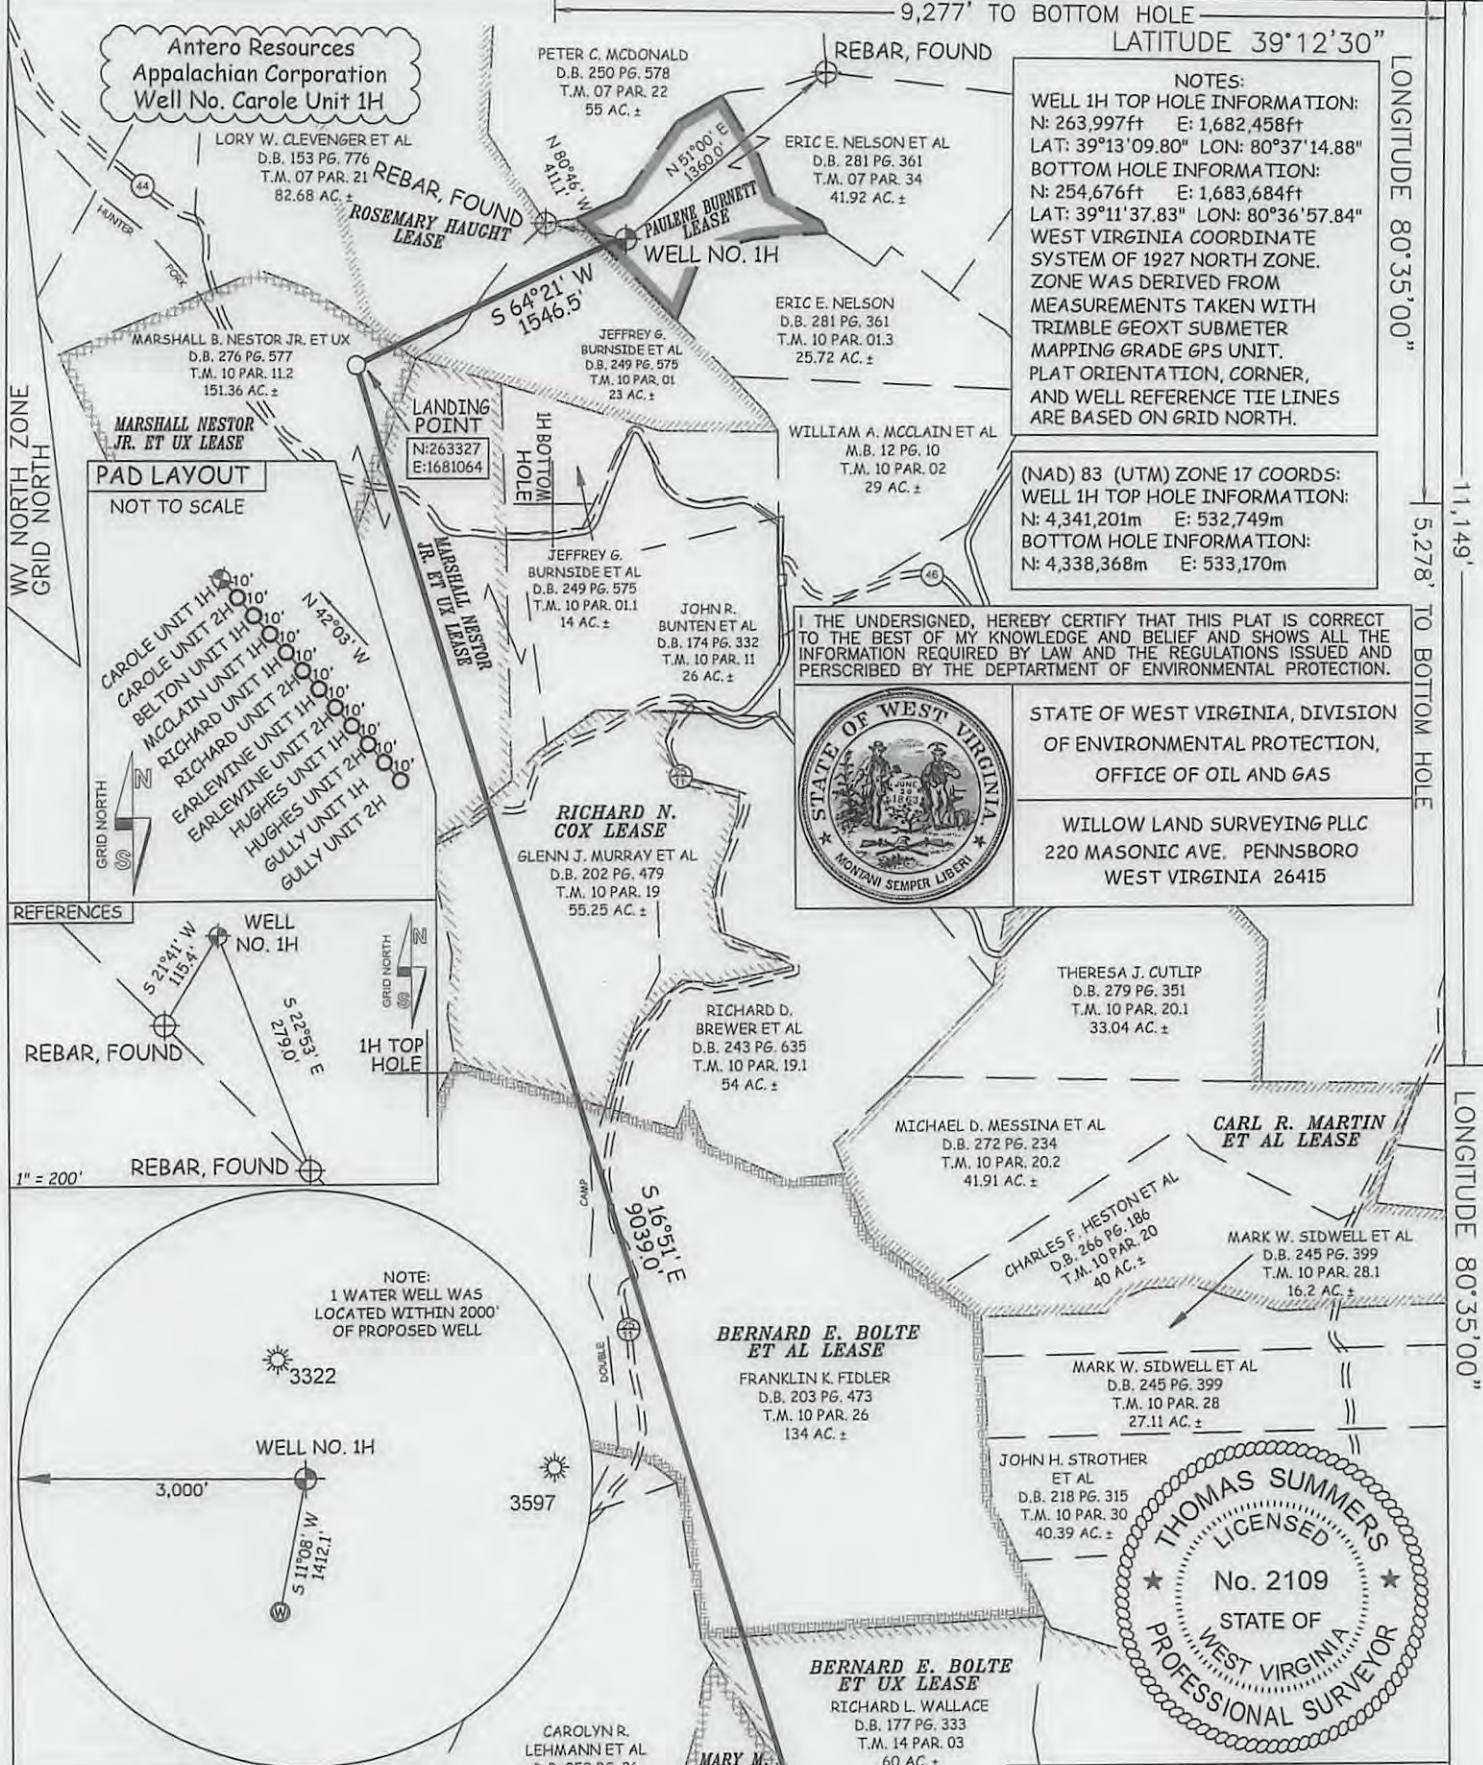 9,277' TO BOTTOM HOLE
LATITUDE 39°12'30"
LONGITUDE 80°35'00"
11,149'
5,278' TO BOTTOM HOLE
LONGITUDE 80°35'00"
Antero Resources
Appalachian Corporation
Well No. Carole Unit 1H
PETER C. MCDONALD
D.B. 250 PG. 578
T.M. 07 PAR. 22
55 AC. ±
REBAR, FOUND
LORY W. CLEVENGER ET AL
D.B. 153 PG. 776
T.M. 07 PAR. 21
82.68 AC. ±
REBAR, FOUND
ROSEMARY HAUGHT
LEASE
N 80°46' W
411.1'
N 51°00' E
1360.0'
PAULENE BURNETT
LEASE
WELL NO. 1H
ERIC E. NELSON ET AL
D.B. 281 PG. 361
T.M. 07 PAR. 34
41.92 AC. ±
44
HUNTER
FORK
S 64°21' W
1546.5'
ERIC E. NELSON
D.B. 281 PG. 361
T.M. 10 PAR. 01.3
25.72 AC. ±
NOTES:
WELL 1H TOP HOLE INFORMATION:
N: 263,997ft E: 1,682,458ft
LAT: 39°13'09.80" LON: 80°37'14.88"
BOTTOM HOLE INFORMATION:
N: 254,676ft E: 1,683,684ft
LAT: 39°11'37.83" LON: 80°36'57.84"
WEST VIRGINIA COORDINATE
SYSTEM OF 1927 NORTH ZONE.
ZONE WAS DERIVED FROM
MEASUREMENTS TAKEN WITH
TRIMBLE GEOXT SUBMETER
MAPPING GRADE GPS UNIT.
PLAT ORIENTATION, CORNER,
AND WELL REFERENCE TIE LINES
ARE BASED ON GRID NORTH.
(NAD) 83 (UTM) ZONE 17 COORDS:
WELL 1H TOP HOLE INFORMATION:
N: 4,341,201m E: 532,749m
BOTTOM HOLE INFORMATION:
N: 4,338,368m E: 533,170m
MARSHALL B. NESTOR JR. ET UX
D.B. 276 PG. 577
T.M. 10 PAR. 11.2
151.36 AC. ±
MARSHALL NESTOR
JR. ET UX LEASE
JEFFREY G.
BURNSIDE ET AL
D.B. 249 PG. 575
T.M. 10 PAR. 01
23 AC. ±
LANDING
POINT
N:263327
E:1681064
1H BOTTOM
HOLE
WILLIAM A. MCCLAIN ET AL
M.B. 12 PG. 10
T.M. 10 PAR. 02
29 AC. ±
WV NORTH ZONE
GRID NORTH
PAD LAYOUT
NOT TO SCALE
CAROLE UNIT 1H
10'
CAROLE UNIT 2H
10'
BELTON UNIT 1H
10'
MCCLAIN UNIT 1H
10'
RICHARD UNIT 1H
10'
RICHARD UNIT 2H
10'
EARLEWINE UNIT 1H
10'
EARLEWINE UNIT 2H
10'
HUGHES UNIT 1H
10'
HUGHES UNIT 2H
10'
GULLY UNIT 1H
10'
GULLY UNIT 2H
N 42°03' W
GRID NORTH
N
S
MARSHALL NESTOR
JR. ET UX LEASE
JEFFREY G.
BURNSIDE ET AL
D.B. 249 PG. 575
T.M. 10 PAR. 01.1
14 AC. ±
JOHN R.
BUNTEN ET AL
D.B. 174 PG. 332
T.M. 10 PAR. 11
26 AC. ±
46
I THE UNDERSIGNED, HEREBY CERTIFY THAT THIS PLAT IS CORRECT
TO THE BEST OF MY KNOWLEDGE AND BELIEF AND SHOWS ALL THE
INFORMATION REQUIRED BY LAW AND THE REGULATIONS ISSUED AND
PERSCRIBED BY THE DEPTARTMENT OF ENVIRONMENTAL PROTECTION.
STATE OF WEST VIRGINIA
JUNE
20
1863
MONTANI SEMPER LIBERI
STATE OF WEST VIRGINIA, DIVISION
OF ENVIRONMENTAL PROTECTION,
OFFICE OF OIL AND GAS
WILLOW LAND SURVEYING PLLC
220 MASONIC AVE. PENNSBORO
WEST VIRGINIA 26415
RICHARD N.
COX LEASE
GLENN J. MURRAY ET AL
D.B. 202 PG. 479
T.M. 10 PAR. 19
55.25 AC. ±
REFERENCES
WELL
NO. 1H
S 21°41' W
115.4'
S 22°53' E
279.0'
REBAR, FOUND
GRID NORTH
N
S
1H TOP
HOLE
REBAR, FOUND
1" = 200'
RICHARD D.
BREWER ET AL
D.B. 243 PG. 635
T.M. 10 PAR. 19.1
54 AC. ±
THERESA J. CUTLIP
D.B. 279 PG. 351
T.M. 10 PAR. 20.1
33.04 AC. ±
MICHAEL D. MESSINA ET AL
D.B. 272 PG. 234
T.M. 10 PAR. 20.2
41.91 AC. ±
CARL R. MARTIN
ET AL LEASE
CHARLES F. HESTON ET AL
D.B. 266 PG. 186
T.M. 10 PAR. 20
40 AC. ±
MARK W. SIDWELL ET AL
D.B. 245 PG. 399
T.M. 10 PAR. 28.1
16.2 AC. ±
CAMP
S 16°51' E
9039.0'
DOUBLE
25
11
NOTE:
1 WATER WELL WAS
LOCATED WITHIN 2000'
OF PROPOSED WELL
3322
WELL NO. 1H
3,000'
3597
S 11°08' W
1412.1'
W
BERNARD E. BOLTE
ET AL LEASE
FRANKLIN K. FIDLER
D.B. 203 PG. 473
T.M. 10 PAR. 26
134 AC. ±
MARK W. SIDWELL ET AL
D.B. 245 PG. 399
T.M. 10 PAR. 28
27.11 AC. ±
JOHN H. STROTHER
ET AL
D.B. 218 PG. 315
T.M. 10 PAR. 30
40.39 AC. ±
THOMAS SUMMERS
LICENSED
No. 2109
STATE OF
WEST VIRGINIA
PROFESSIONAL SURVEYOR
BERNARD E. BOLTE
ET UX LEASE
RICHARD L. WALLACE
D.B. 177 PG. 333
T.M. 14 PAR. 03
60 AC. ±
CAROLYN R.
LEHMANN ET AL
MARY M.